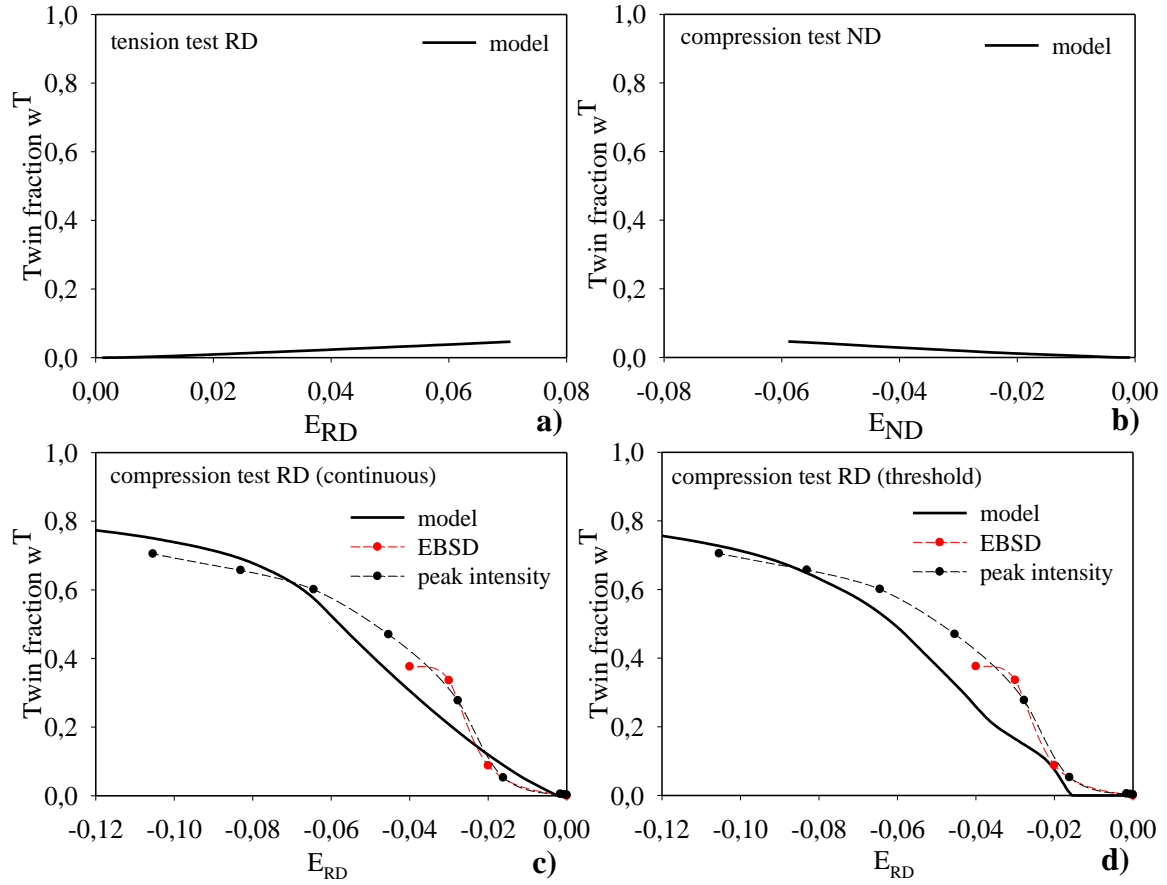 tension test RD
model
Twin fraction w^T
1,0
0,8
0,6
0,4
0,2
0,0
0,00
0,02
0,04
0,06
0,08
E_RD
a)
compression test ND
model
Twin fraction w^T
1,0
0,8
0,6
0,4
0,2
0,0
-0,08
-0,06
-0,04
-0,02
0,00
E_ND
b)
compression test RD (continuous)
model
EBSD
peak intensity
Twin fraction w^T
1,0
0,8
0,6
0,4
0,2
0,0
-0,12
-0,10
-0,08
-0,06
-0,04
-0,02
0,00
E_RD
c)
compression test RD (threshold)
model
EBSD
peak intensity
Twin fraction w^T
1,0
0,8
0,6
0,4
0,2
0,0
-0,12
-0,10
-0,08
-0,06
-0,04
-0,02
0,00
E_RD
d)